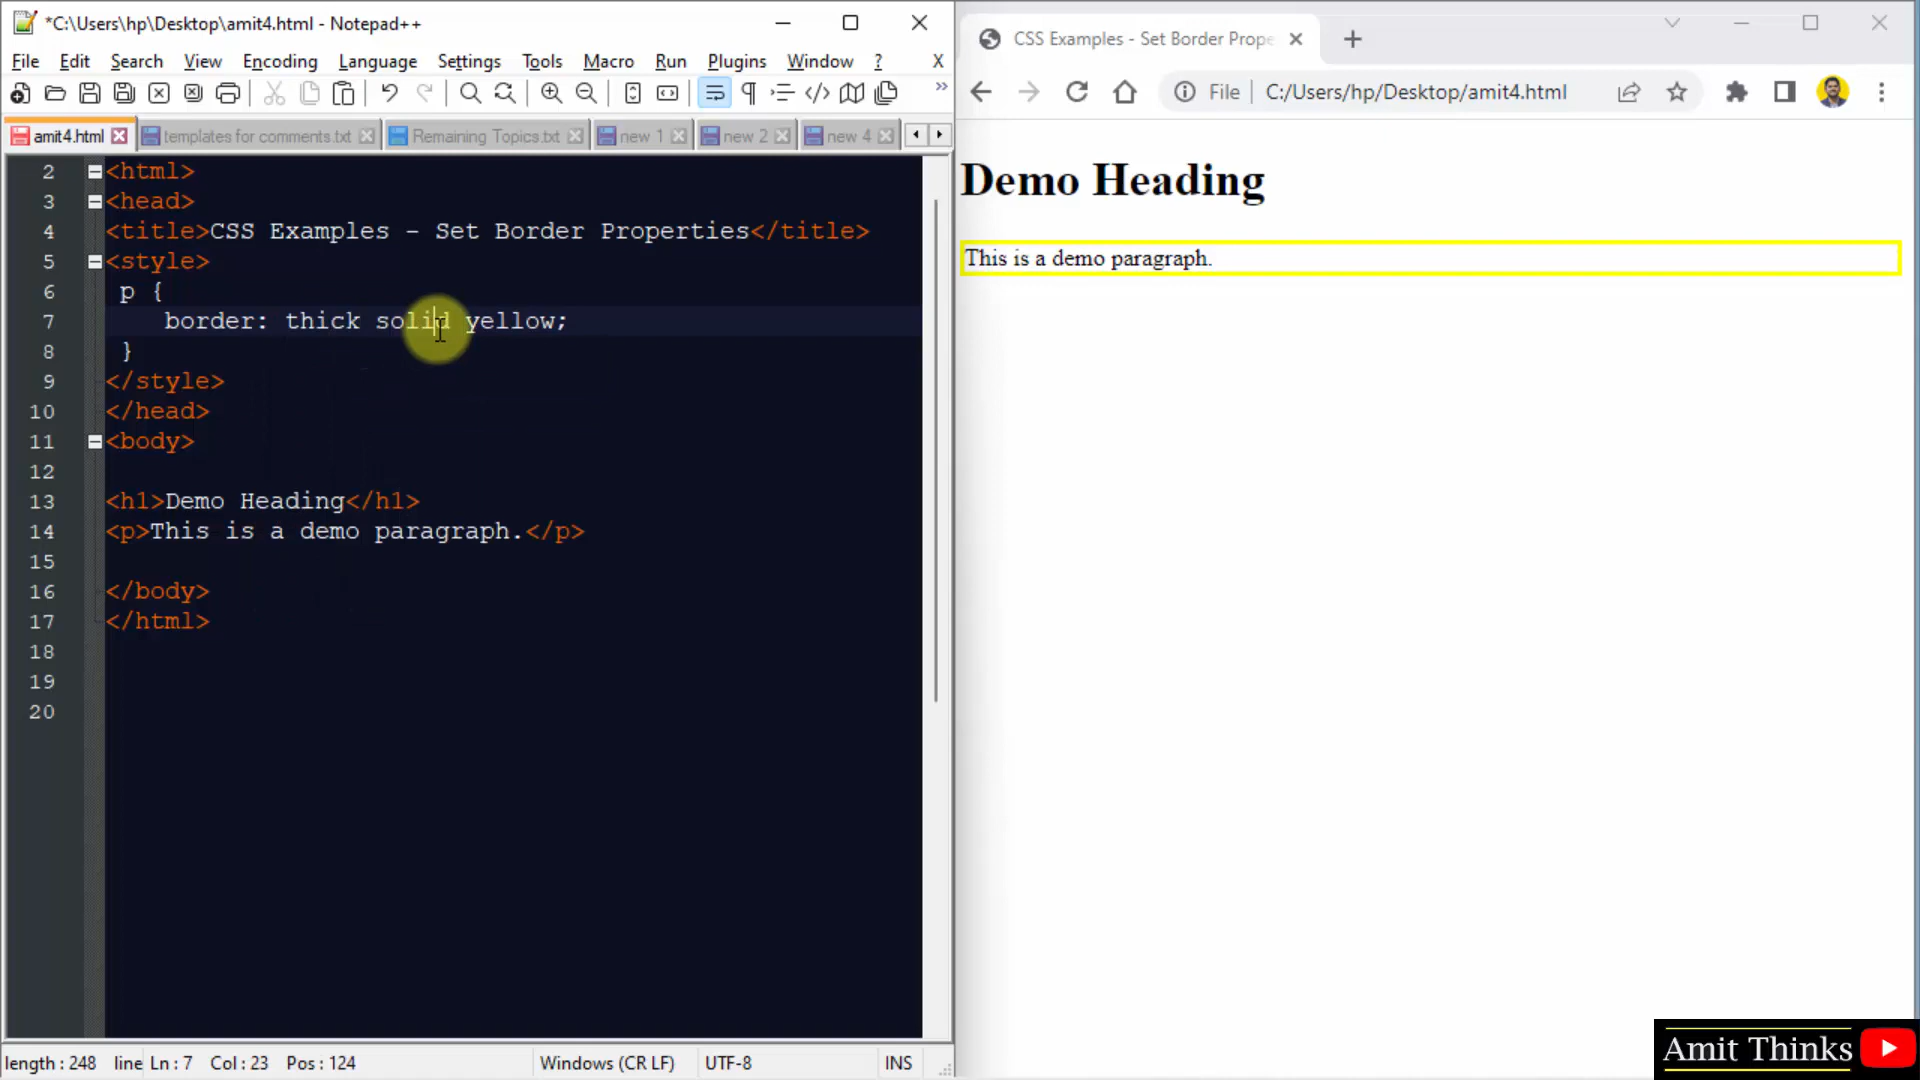 *C:\Users\hp\Desktop\amit4.html - Notepad++
File Edit Search View Encoding Language Settings Tools Macro Run Plugins Window ? X
amit4.html templates for comments.txt Remaining Topics.txt new 1 new 2 new 4
2 <html>
3 <head>
4 <title>CSS Examples - Set Border Properties</title>
5 <style>
6 p {
7 border: thick solid yellow;
8 }
9 </style>
10 </head>
11 <body>
12
13 <h1>Demo Heading</h1>
14 <p>This is a demo paragraph.</p>
15
16 </body>
17 </html>
18
19
20
length : 248 line Ln : 7 Col : 23 Pos : 124 Windows (CR LF) UTF-8 INS
CSS Examples - Set Border Prope
File C:/Users/hp/Desktop/amit4.html
Demo Heading
This is a demo paragraph.
Amit Thinks